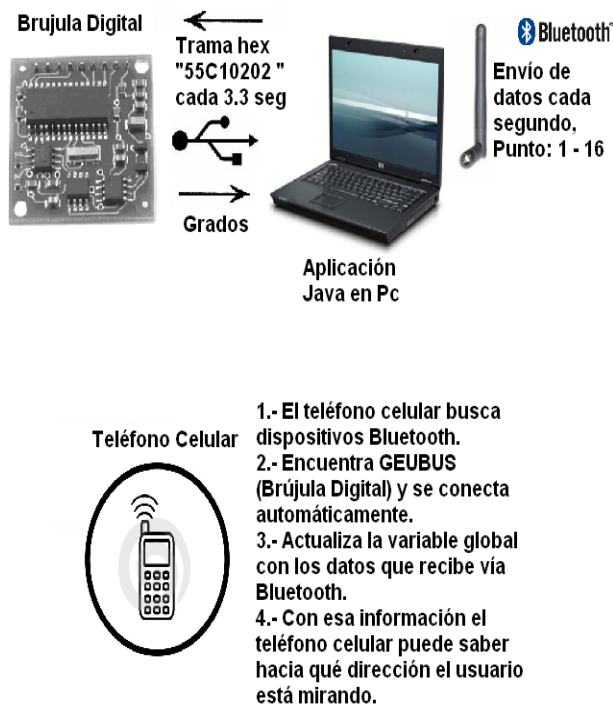 Brujula Digital
Trama hex
"55C10202 "
cada 3.3 seg
Grados
Aplicación
Java en Pc
Bluetooth
Envío de
datos cada
segundo,
Punto: 1 - 16
Teléfono Celular
1.- El teléfono celular busca
dispositivos Bluetooth.
2.- Encuentra GEUBUS
(Brújula Digital) y se conecta
automáticamente.
3.- Actualiza la variable global
con los datos que recibe vía
Bluetooth.
4.- Con esa información el
teléfono celular puede saber
hacia qué dirección el usuario
está mirando.